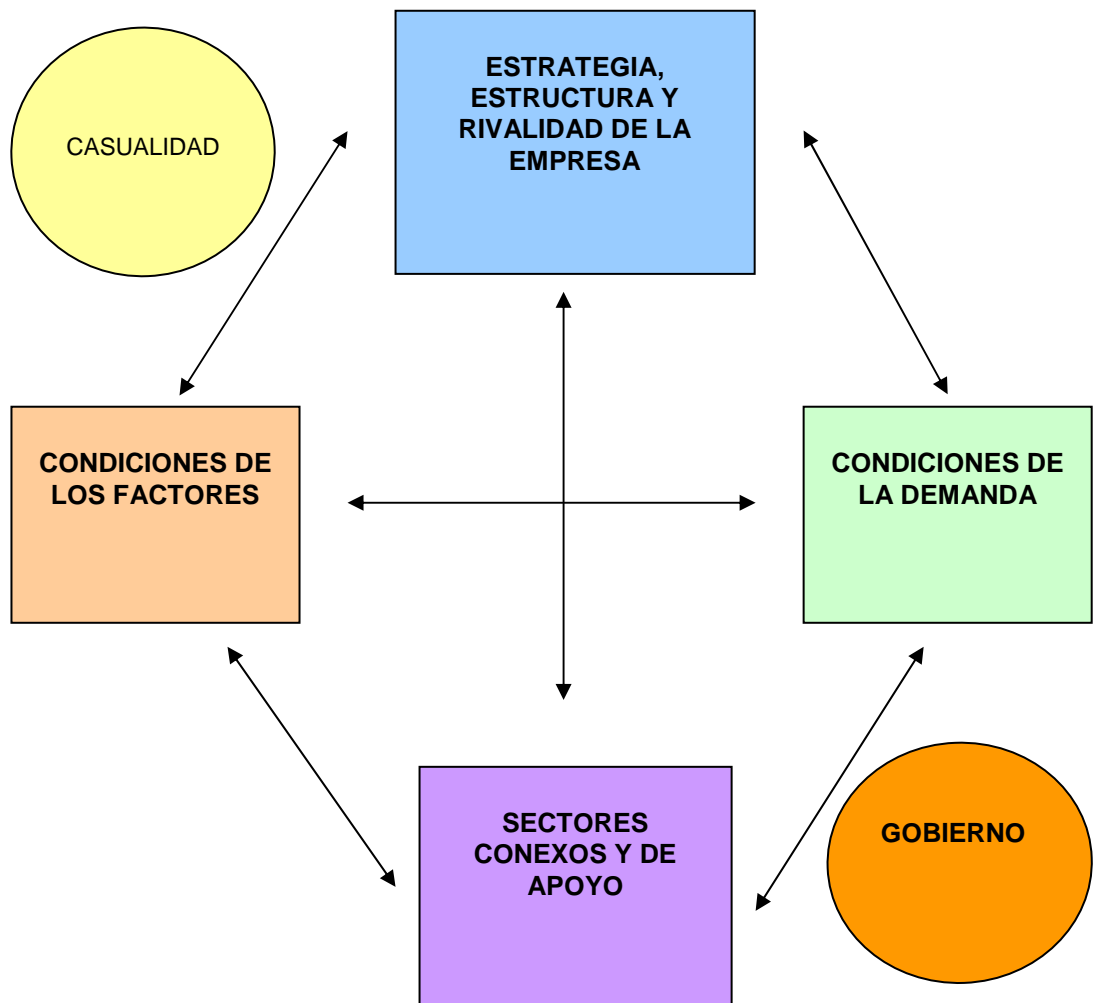 ESTRATEGIA,
ESTRUCTURA Y
RIVALIDAD DE LA
EMPRESA
CASUALIDAD
CONDICIONES DE
LOS FACTORES
CONDICIONES DE
LA DEMANDA
SECTORES
CONEXOS Y DE
APOYO
GOBIERNO